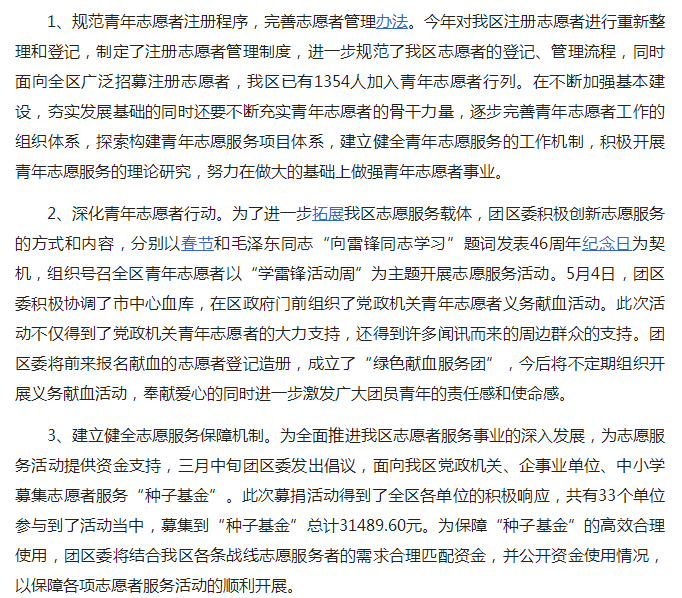 1、规范青年志愿者注册程序，完善志愿者管理办法。今年对我区注册志愿者进行重新整
理和登记，制定了注册志愿者管理制度，进一步规范了我区志愿者的登记、管理流程，同时
面向全区广泛招募注册志愿者，我区已有1354人加入青年志愿者行列。在不断加强基本建
设，夯实发展基础的同时还要不断充实青年志愿者的骨干力量，逐步完善青年志愿者工作的
组织体系，探索构建青年志愿服务项目体系，建立健全青年志愿服务的工作机制，积极开展
青年志愿服务的理论研究，努力在做大的基础上做强青年志愿者事业。
2、深化青年志愿者行动。为了进一步拓展我区志愿服务载体，团区委积极创新志愿服务
的方式和内容，分别以春节和毛泽东同志“向雷锋同志学习”题词发表46周年纪念日为契
机，组织号召全区青年志愿者以“学雷锋活动周”为主题开展志愿服务活动。5月4日，团区
委积极协调了市中心血库，在区政府门前组织了党政机关青年志愿者义务献血活动。此次活
动不仅得到了党政机关青年志愿者的大力支持，还得到许多闻讯而来的周边群众的支持。团
区委将前来报名献血的志愿者登记造册，成立了“绿色献血服务团”，今后将不定期组织开
展义务献血活动，奉献爱心的同时进一步激发广大团员青年的责任感和使命感。
3、建立健全志愿服务保障机制。为全面推进我区志愿者服务事业的深入发展，为志愿服
务活动提供资金支持，三月中旬团区委发出倡议，面向我区党政机关、企事业单位、中小学
募集志愿者服务“种子基金”。此次募捐活动得到了全区各单位的积极响应，共有33个单位
参与到了活动当中，募集到“种子基金”总计31489.60元。为保障“种子基金”的高效合理
使用，团区委将结合我区各条战线志愿服务者的需求合理匹配资金，并公开资金使用情况，
以保障各项志愿者服务活动的顺利开展。